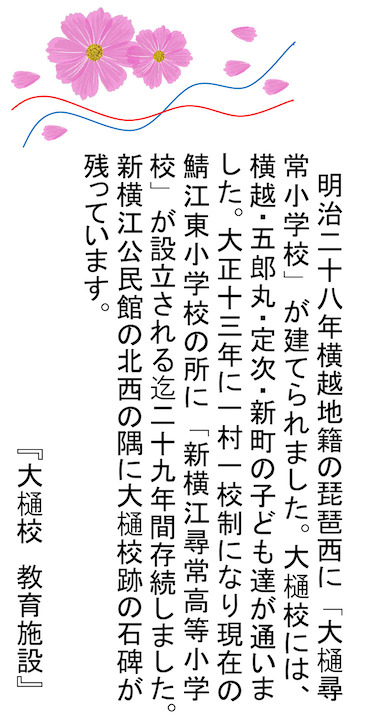 明治二十八年横越地籍の琵琶西に「大樋尋
常小学校」が建てられました。大樋校には、
横越・五郎丸・定次・新町の子ども達が通いま
した。大正十三年に一村一校制になり現在の
鯖江東小学校の所に「新横江尋常高等小学
校」が設立される迄二十九年間存続しました。
新横江公民館の北西の隅に大樋校跡の石碑が
残っています。
『大樋校　教育施設』